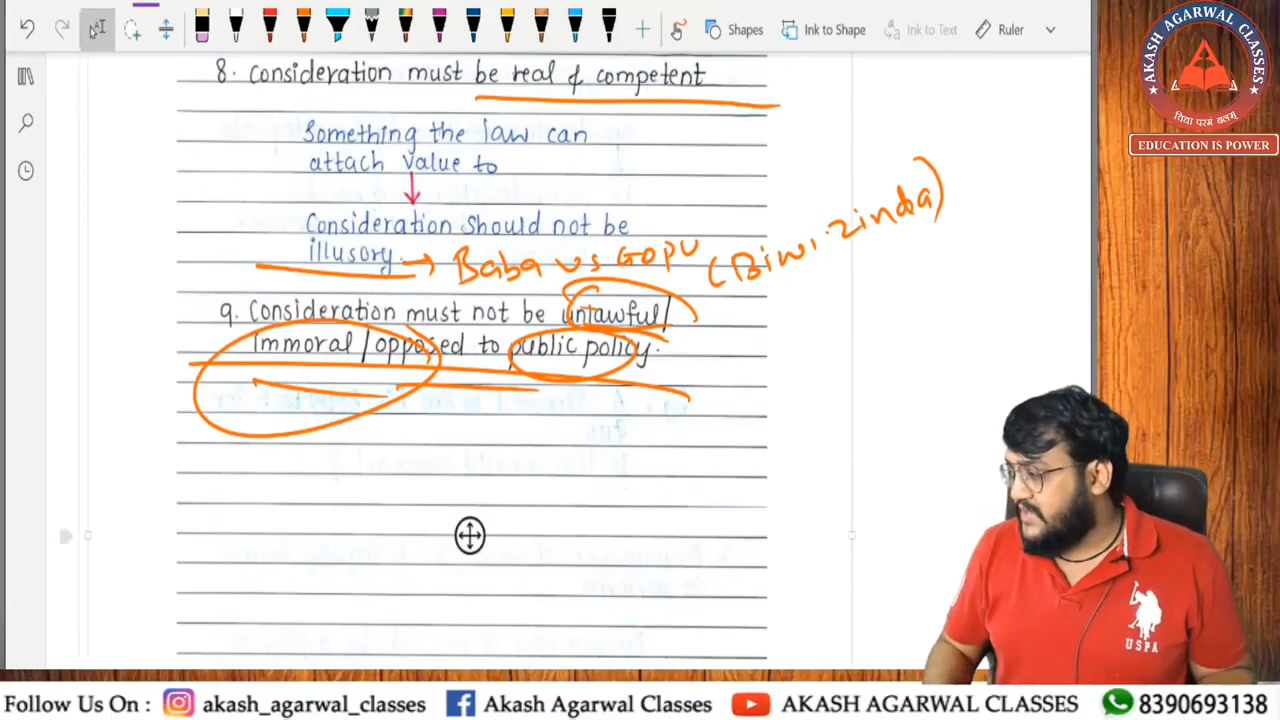 Shapes
Ink to Shape
Ink to Text
Ruler
8. Consideration must be real & competent
Something the law can
attach value to
Consideration should not be
illusory → Baba vs GOPU (Biwi zinda)
9. Consideration must not be unlawful/
immoral / opposed to public policy.
AKASH AGARWAL CLASSES
विद्या परमं बलम्
EDUCATION IS POWER
USPA
Follow Us On : akash_agarwal_classes Akash Agarwal Classes AKASH AGARWAL CLASSES 8390693138